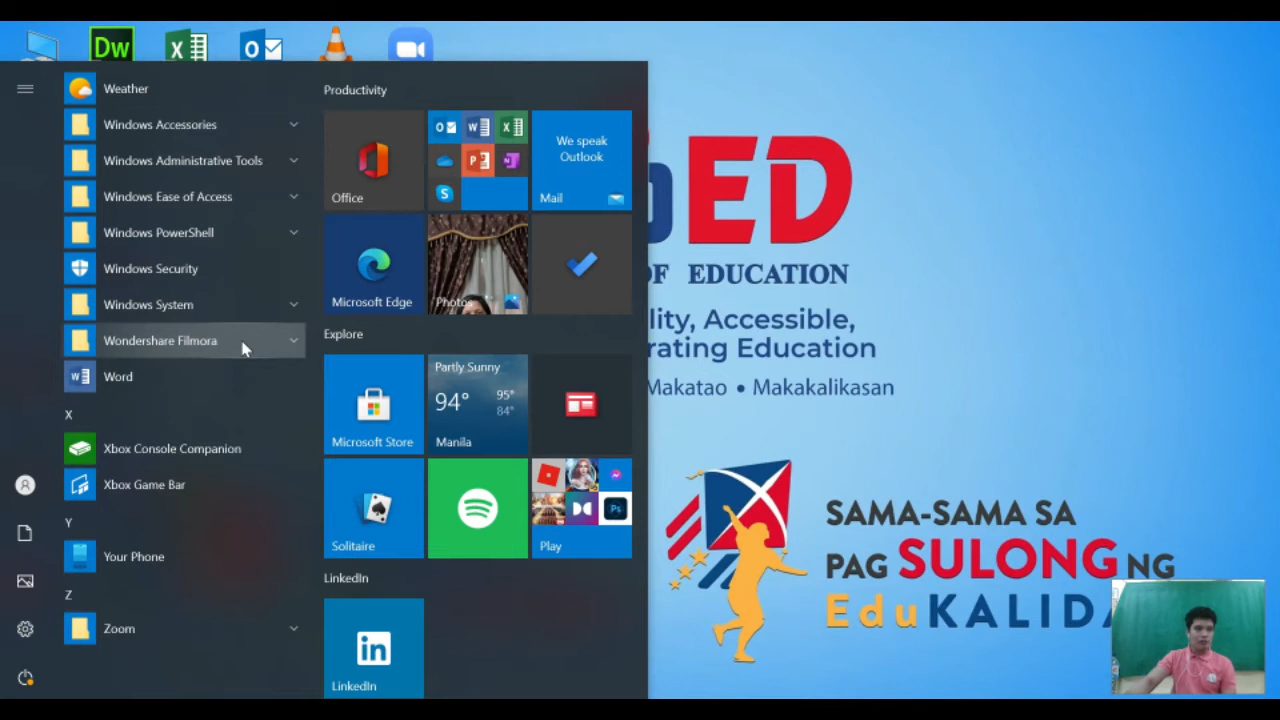 Dw
Weather
Windows Accessories
Windows Administrative Tools
Windows Ease of Access
Windows PowerShell
Windows Security
Windows System
Wondershare Filmora
Word
X
Xbox Console Companion
Xbox Game Bar
Y
Your Phone
Z
Zoom
Productivity
Office
We speak
Outlook
Mail
Microsoft Edge
Photos
Explore
Microsoft Store
Partly Sunny
94° 95°
84°
Manila
Solitaire
Ps
Play
LinkedIn
in
LinkedIn
ED
OF EDUCATION
lity, Accessible,
rating Education
Makatao • Makakalikasan
SAMA-SAMA SA
PAG SULONG NG
EduKALIDA